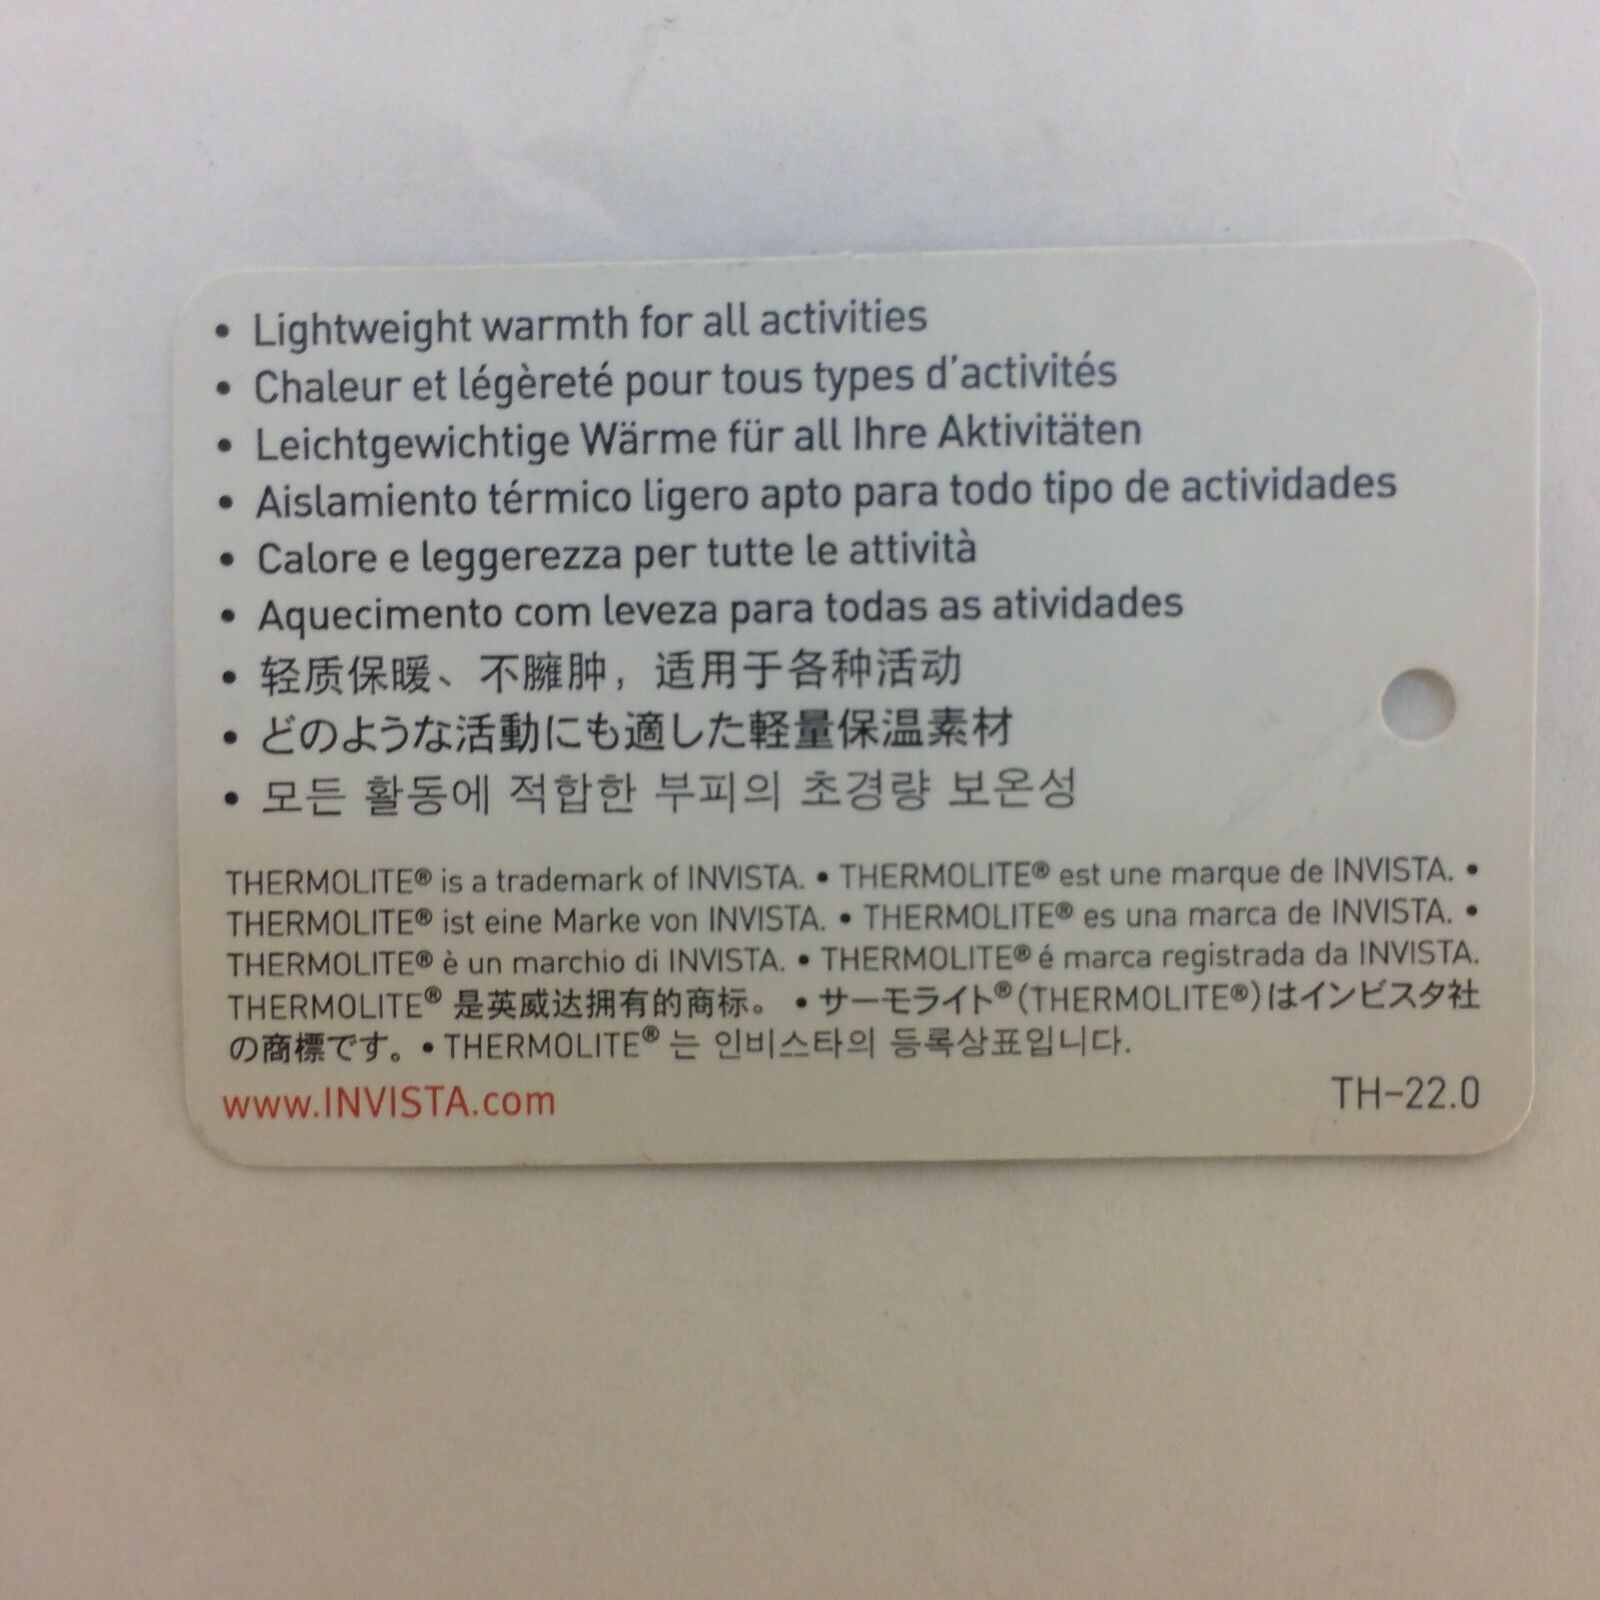 • Lightweight warmth for all activities
• Chaleur et légèreté pour tous types d'activités
• Leichtgewichtige Wärme für all Ihre Aktivitäten
• Aislamiento térmico ligero apto para todo tipo de actividades
• Calore e leggerezza per tutte le attività
• Aquecimento com leveza para todas as atividades
• 轻质保暖、不臃肿，适用于各种活动
• どのような活動にも適した軽量保温素材
• 모든 활동에 적합한 부피의 초경량 보온성
THERMOLITE® is a trademark of INVISTA. • THERMOLITE® est une marque de INVISTA. •
THERMOLITE® ist eine Marke von INVISTA. • THERMOLITE® es una marca de INVISTA. •
THERMOLITE® è un marchio di INVISTA. • THERMOLITE® é marca registrada da INVISTA.
THERMOLITE® 是英威达拥有的商标。 • サーモライト®(THERMOLITE®)はインビスタ社
の商標です。 • THERMOLITE® 는 인비스타의 등록상표입니다.
www.INVISTA.com
TH-22.0